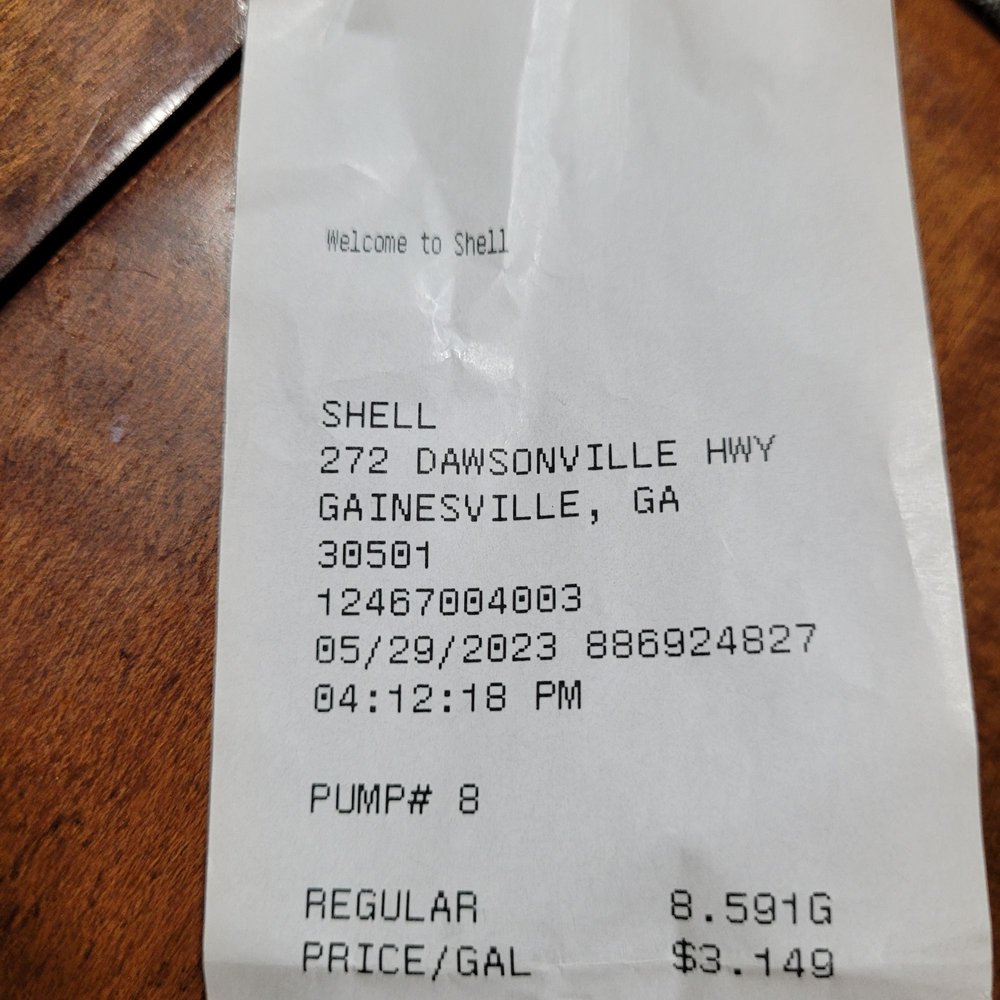 Welcome to Shell
SHELL
272 DAWSONVILLE HWY
GAINESVILLE, GA
30501
12467004003
05/29/2023 886924827
04:12:18 PM
PUMP# 8
REGULAR 8.591G
PRICE/GAL $3.149